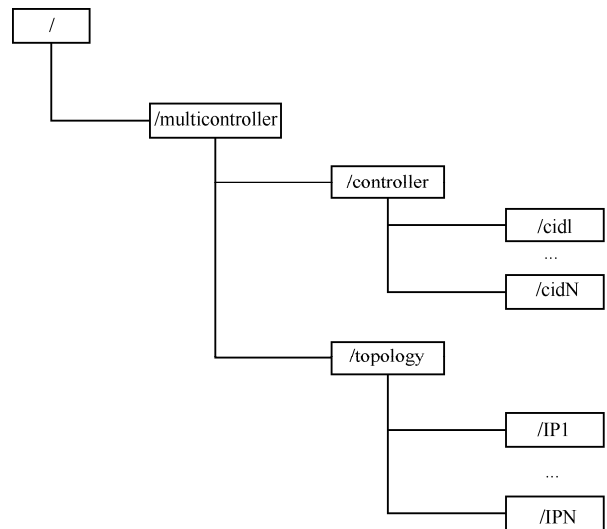 /
/multicontroller
/controller
/cidl
...
/cidN
/topology
/IP1
...
/IPN